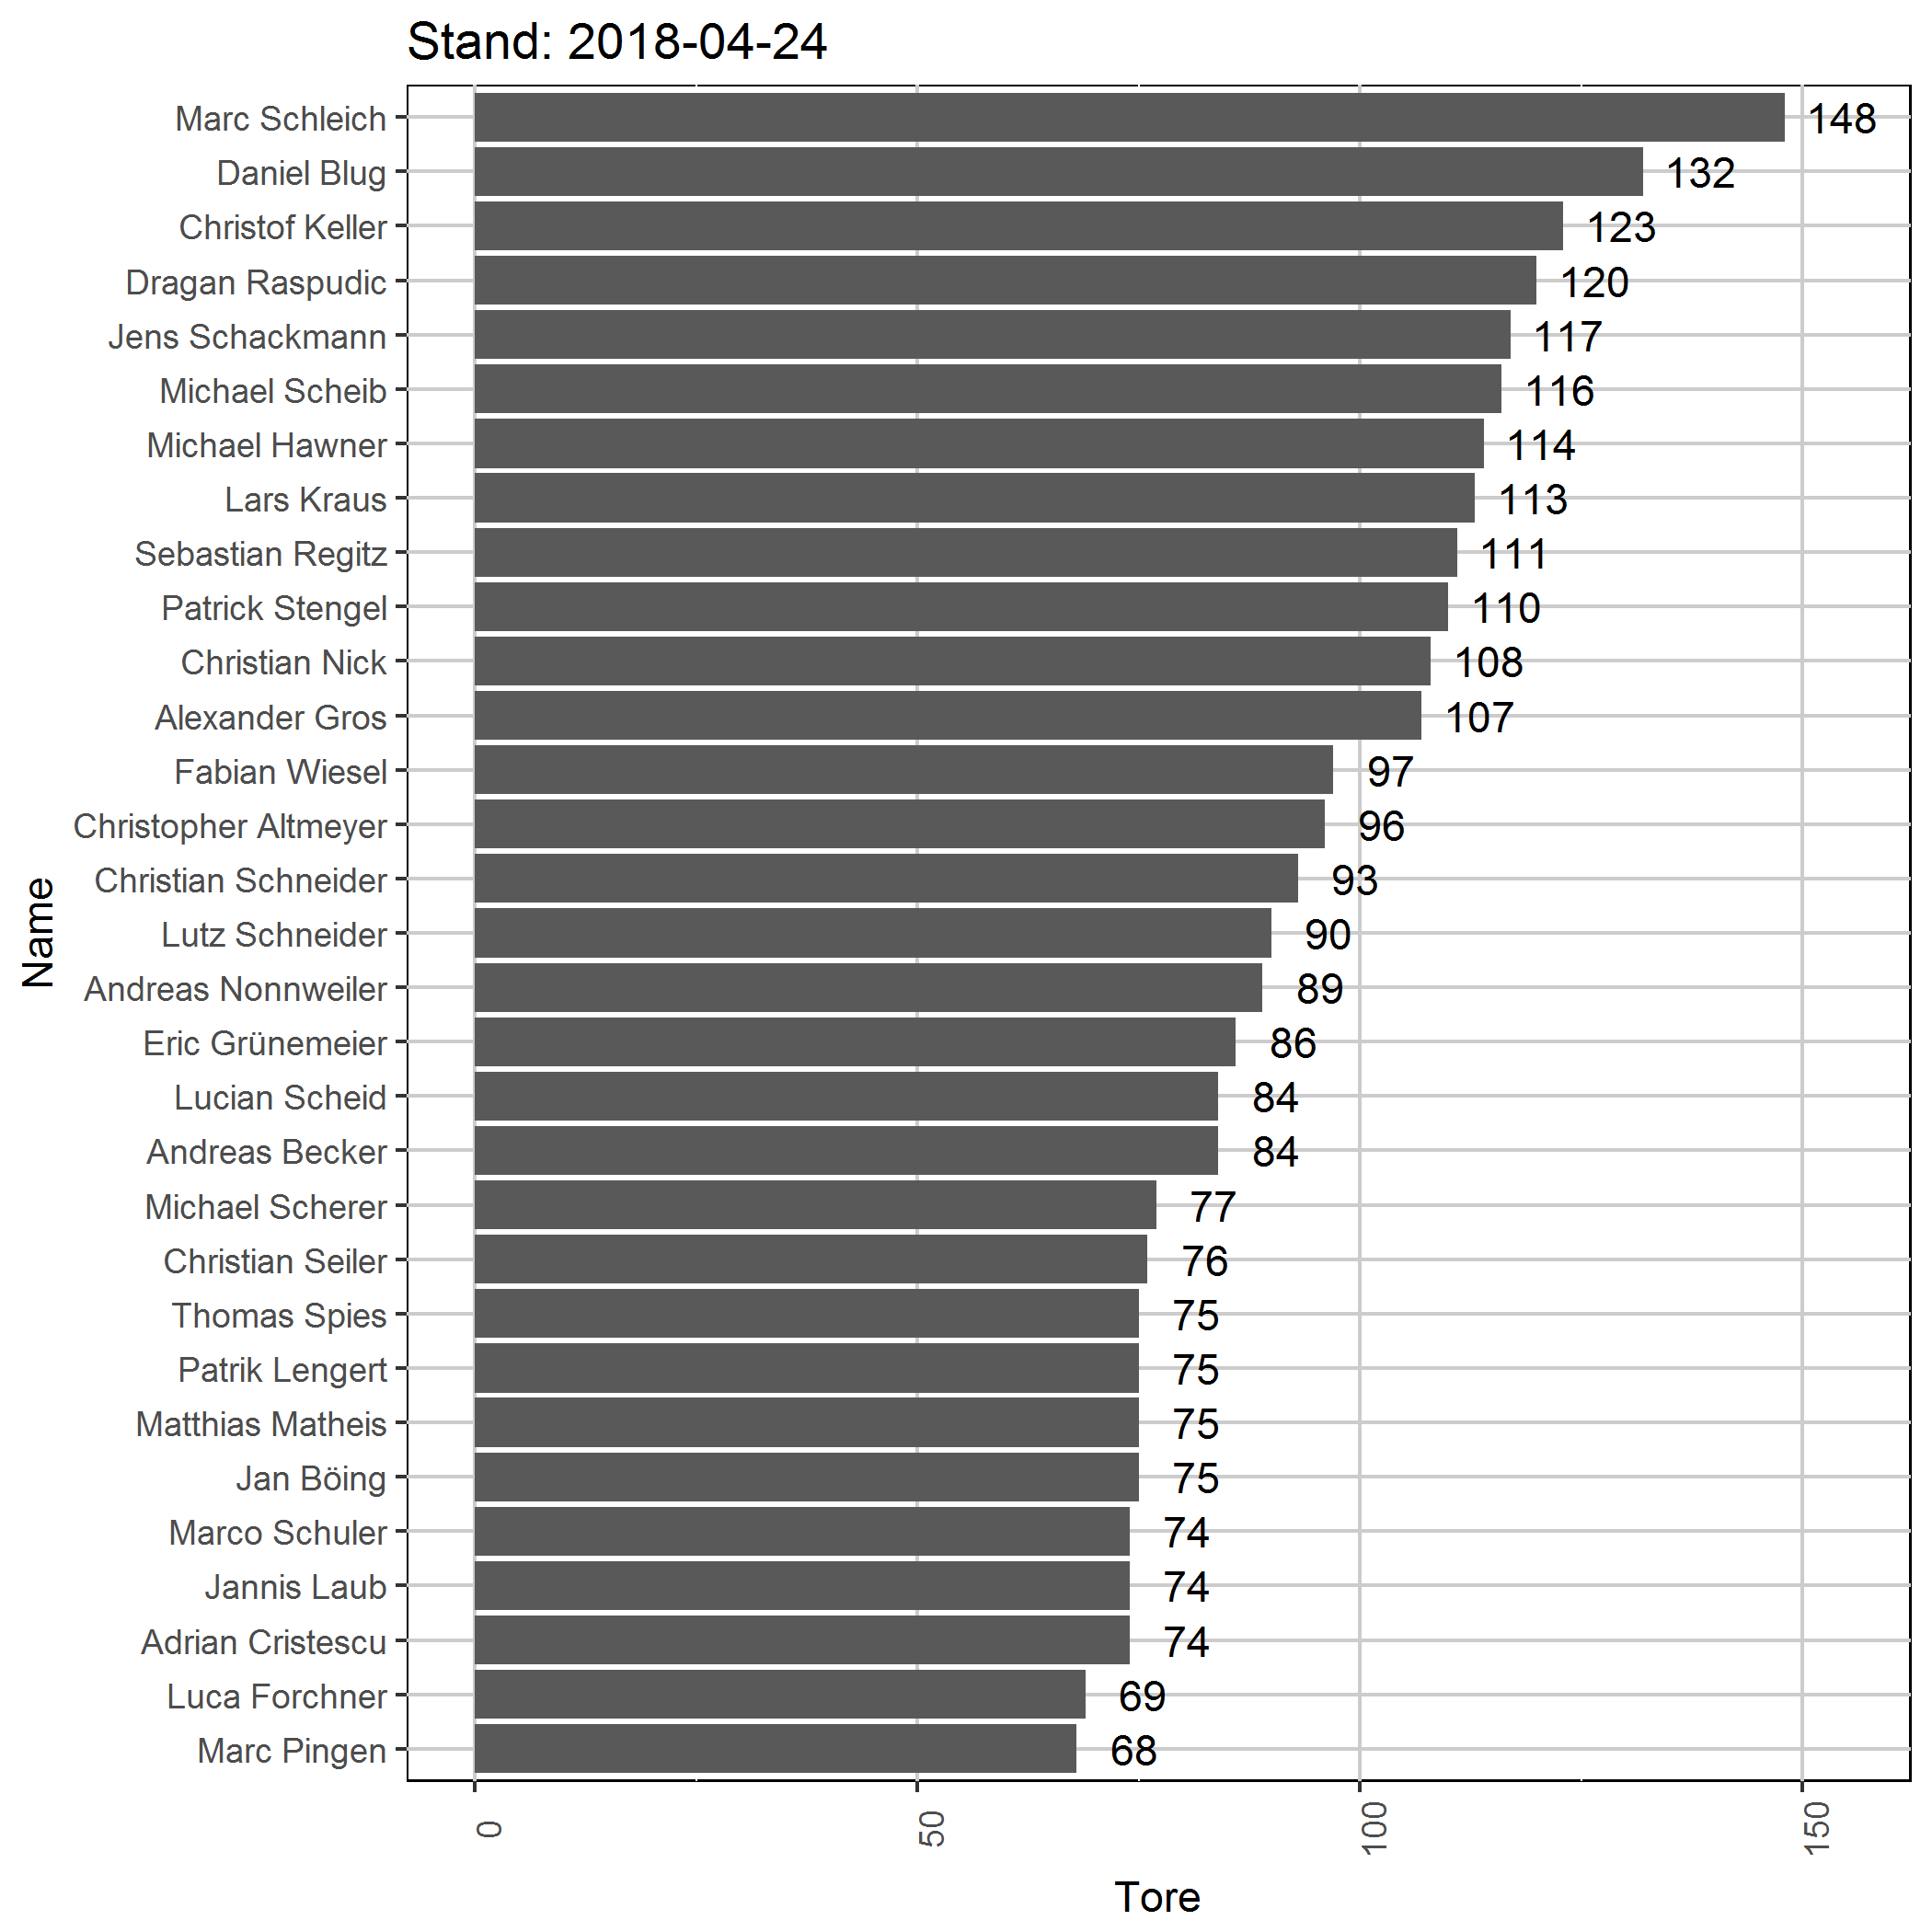 Stand: 2018-04-24
Name
Marc Schleich 148
Daniel Blug 132
Christof Keller 123
Dragan Raspudic 120
Jens Schackmann 117
Michael Scheib 116
Michael Hawner 114
Lars Kraus 113
Sebastian Regitz 111
Patrick Stengel 110
Christian Nick 108
Alexander Gros 107
Fabian Wiesel 97
Christopher Altmeyer 96
Christian Schneider 93
Lutz Schneider 90
Andreas Nonnweiler 89
Eric Grünemeier 86
Lucian Scheid 84
Andreas Becker 84
Michael Scherer 77
Christian Seiler 76
Thomas Spies 75
Patrik Lengert 75
Matthias Matheis 75
Jan Böing 75
Marco Schuler 74
Jannis Laub 74
Adrian Cristescu 74
Luca Forchner 69
Marc Pingen 68
0 50 100 150
Tore